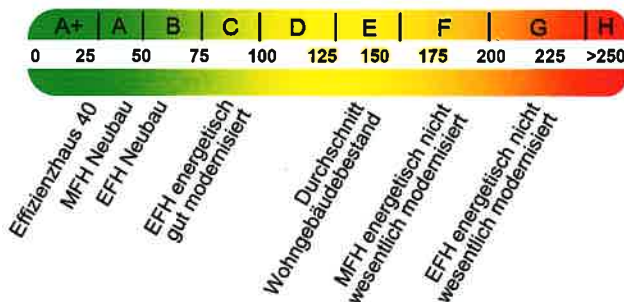 A+ A B C D E F G H
0 25 50 75 100 125 150 175 200 225 >250
Effizienzhaus 40
MFH Neubau
EFH Neubau
EFH energetisch
gut modernisiert
Durchschnitt
Wohngebäudebestand
MFH energetisch nicht
wesentlich modernisiert
EFH energetisch nicht
wesentlich modernisiert